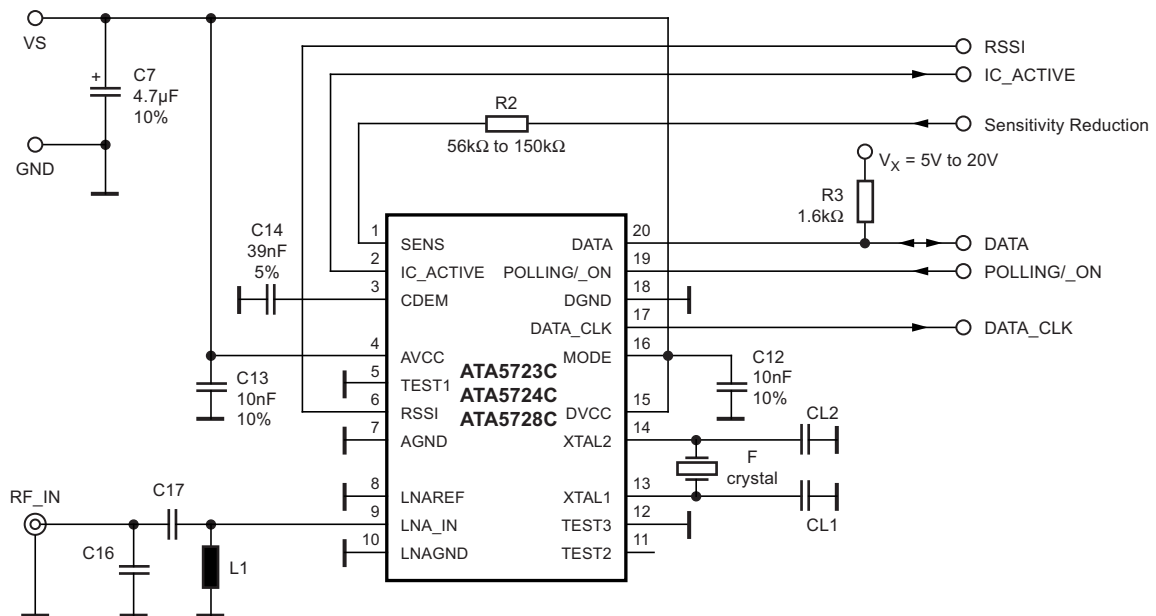 VS
+
C7
4.7µF
10%
GND
RSSI
IC_ACTIVE
R2
56kΩ to 150kΩ
Sensitivity Reduction
VX = 5V to 20V
R3
1.6kΩ
C14
39nF
5%
1 SENS
2 IC_ACTIVE
3 CDEM
4 AVCC
5 TEST1
6 RSSI
7 AGND
8 LNAREF
9 LNA_IN
10 LNAGND
ATA5723C
ATA5724C
ATA5728C
DATA 20
POLLING/_ON 19
DGND 18
DATA_CLK 17
MODE 16
DVCC 15
XTAL2 14
XTAL1 13
TEST3 12
TEST2 11
DATA
POLLING/_ON
DATA_CLK
C13
10nF
10%
C12
10nF
10%
CL2
F
crystal
CL1
RF_IN
C17
C16
L1